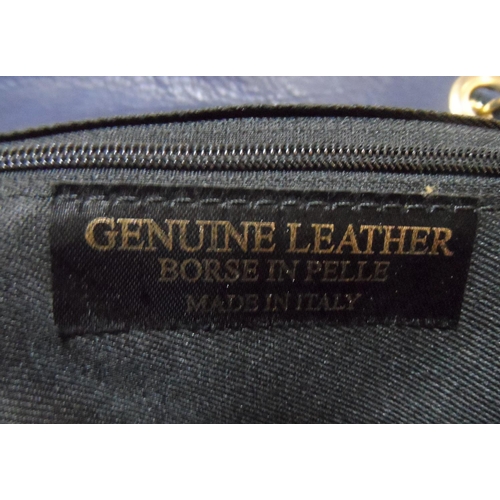 GENUINE LEATHER
BORSE IN PELLE
MADE IN ITALY